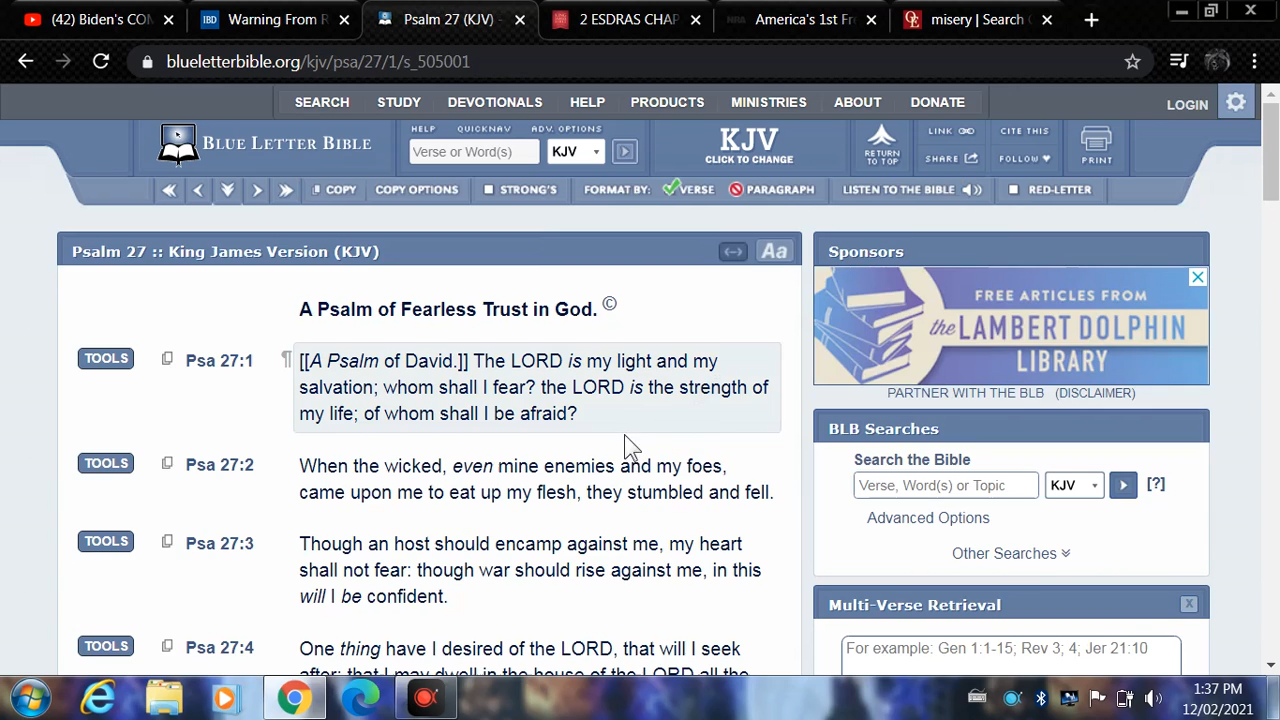 (42) Biden's CO
Warning From R
Psalm 27 (KJV)
2 ESDRAS CHAP
America's 1st Fr
misery | Search
blueletterbible.org/kjv/psa/27/1/s_505001
SEARCH STUDY DEVOTIONALS HELP PRODUCTS MINISTRIES ABOUT DONATE LOGIN
BLUE LETTER BIBLE
HELP QUICKNAV ADV. OPTIONS
Verse or Word(s) KJV
KJV
CLICK TO CHANGE
RETURN
TO TOP
LINK CITE THIS
SHARE FOLLOW
PRINT
COPY COPY OPTIONS STRONG'S FORMAT BY: VERSE PARAGRAPH LISTEN TO THE BIBLE RED-LETTER
Psalm 27 :: King James Version (KJV) Aa
A Psalm of Fearless Trust in God. ©
TOOLS Psa 27:1 ¶ [[A Psalm of David.]] The LORD is my light and my
salvation; whom shall I fear? the LORD is the strength of
my life; of whom shall I be afraid?
TOOLS Psa 27:2 When the wicked, even mine enemies and my foes,
came upon me to eat up my flesh, they stumbled and fell.
TOOLS Psa 27:3 Though an host should encamp against me, my heart
shall not fear: though war should rise against me, in this
will I be confident.
TOOLS Psa 27:4 One thing have I desired of the LORD, that will I seek
after; that I may dwell in the house of the LORD all the
Sponsors
FREE ARTICLES FROM
the LAMBERT DOLPHIN
LIBRARY
PARTNER WITH THE BLB (DISCLAIMER)
BLB Searches
Search the Bible
Verse, Word(s) or Topic KJV [?]
Advanced Options
Other Searches
Multi-Verse Retrieval X
For example: Gen 1:1-15; Rev 3; 4; Jer 21:10
1:37 PM
12/02/2021